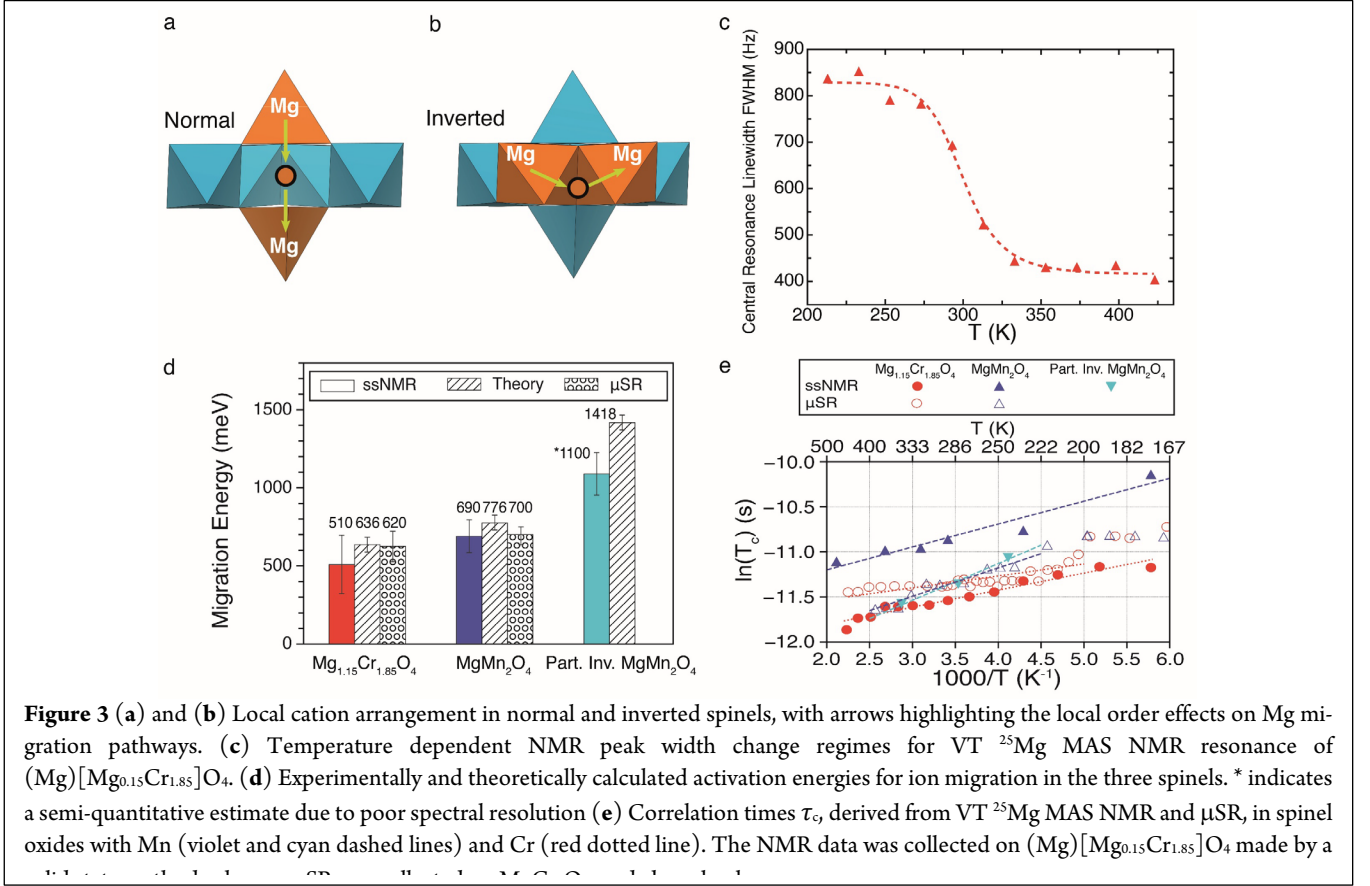 a
b
c
Normal
Mg
Mg
Inverted
Mg
Mg
Central Resonance Linewidth FWHM (Hz)
900
800
700
600
500
400
200
250
300
350
400
T (K)
d
ssNMR
Theory
μSR
Migration Energy (meV)
1500
1000
500
0
510
636
620
690
776
700
*1100
1418
Mg1.15Cr1.85O4
MgMn2O4
Part. Inv. MgMn2O4
e
Mg1.15Cr1.85O4
MgMn2O4
Part. Inv. MgMn2O4
ssNMR
μSR
T (K)
500 400 333 286 250 222 200 182 167
ln(Tc) (s)
−10.0
−10.5
−11.0
−11.5
−12.0
2.0 2.5 3.0 3.5 4.0 4.5 5.0 5.5 6.0
1000/T (K-1)
Figure 3 (a) and (b) Local cation arrangement in normal and inverted spinels, with arrows highlighting the local order effects on Mg mi-
gration pathways. (c) Temperature dependent NMR peak width change regimes for VT 25Mg MAS NMR resonance of
(Mg)[Mg0.15Cr1.85]O4. (d) Experimentally and theoretically calculated activation energies for ion migration in the three spinels. * indicates
a semi-quantitative estimate due to poor spectral resolution (e) Correlation times τc, derived from VT 25Mg MAS NMR and μSR, in spinel
oxides with Mn (violet and cyan dashed lines) and Cr (red dotted line). The NMR data was collected on (Mg)[Mg0.15Cr1.85]O4 made by a